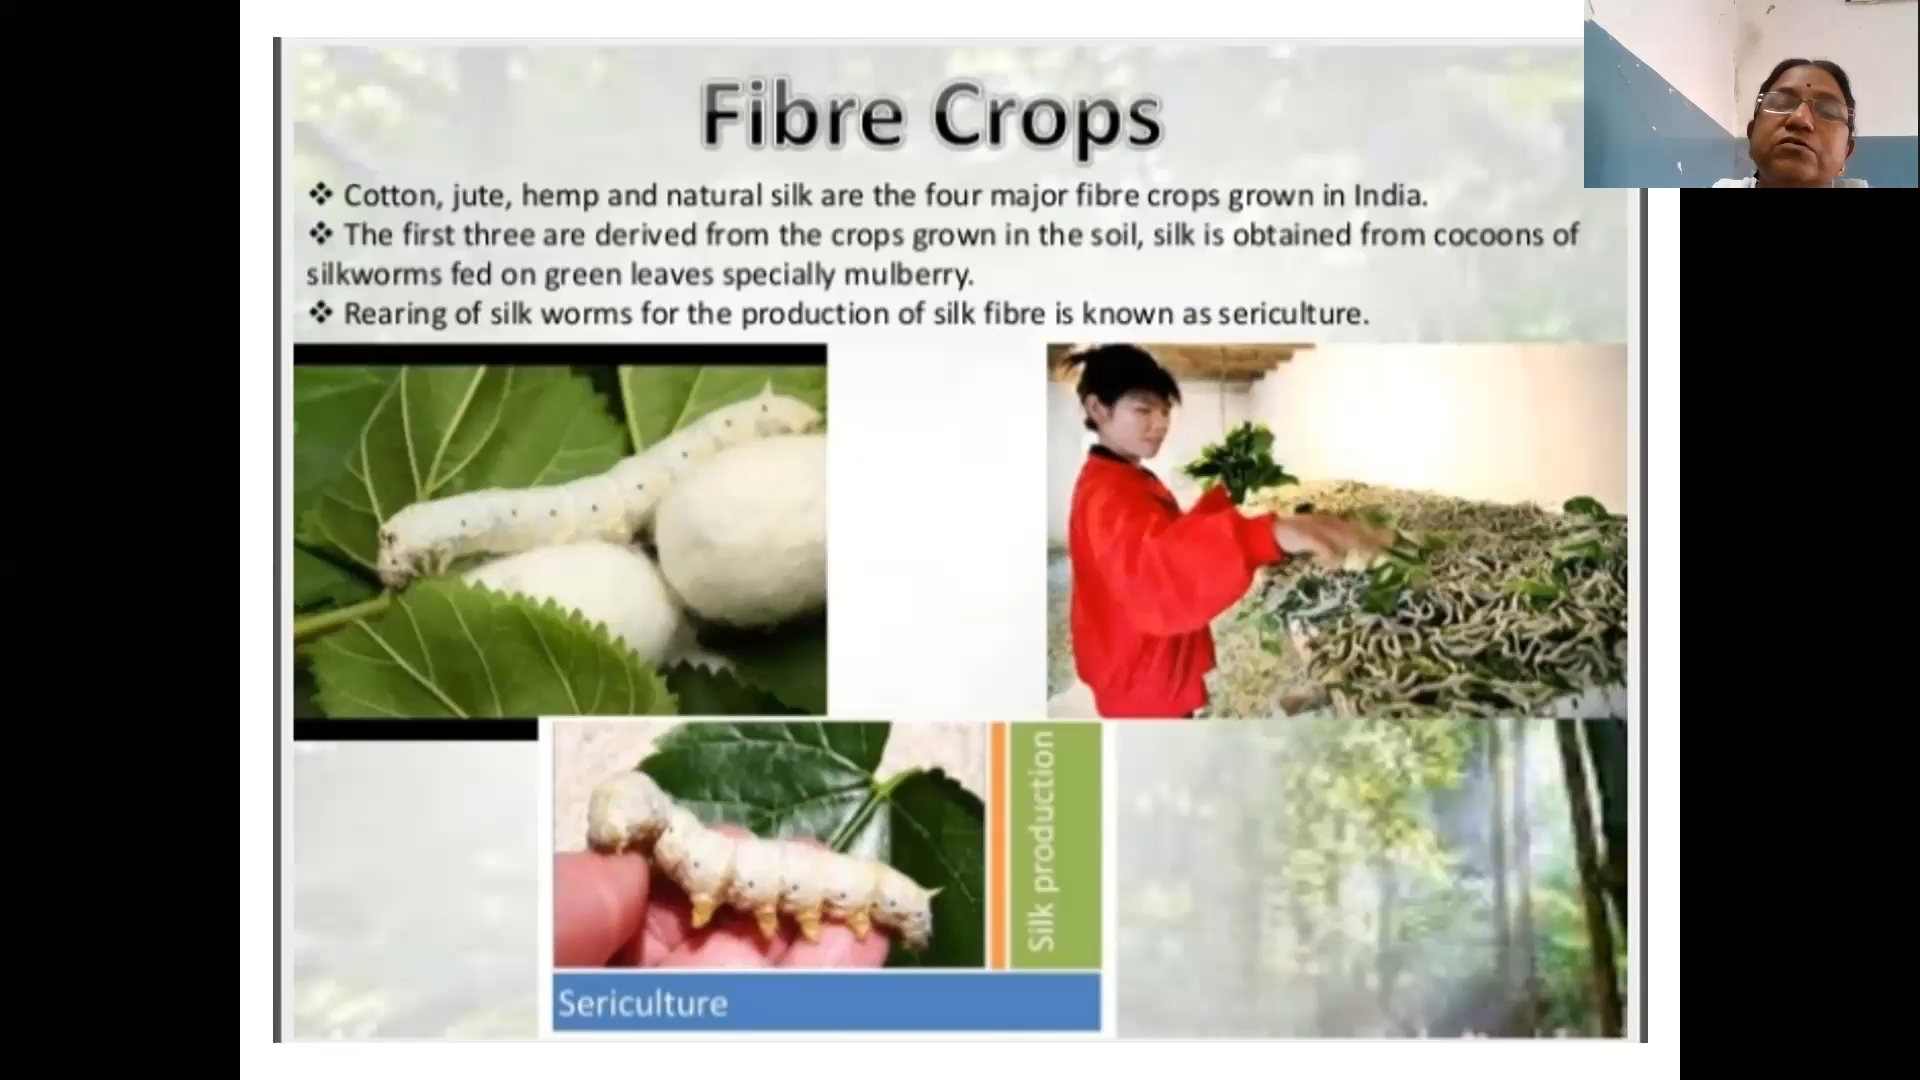 Fibre Crops
❖ Cotton, jute, hemp and natural silk are the four major fibre crops grown in India.
❖ The first three are derived from the crops grown in the soil, silk is obtained from cocoons of
silkworms fed on green leaves specially mulberry.
❖ Rearing of silk worms for the production of silk fibre is known as sericulture.
Silk production
Sericulture